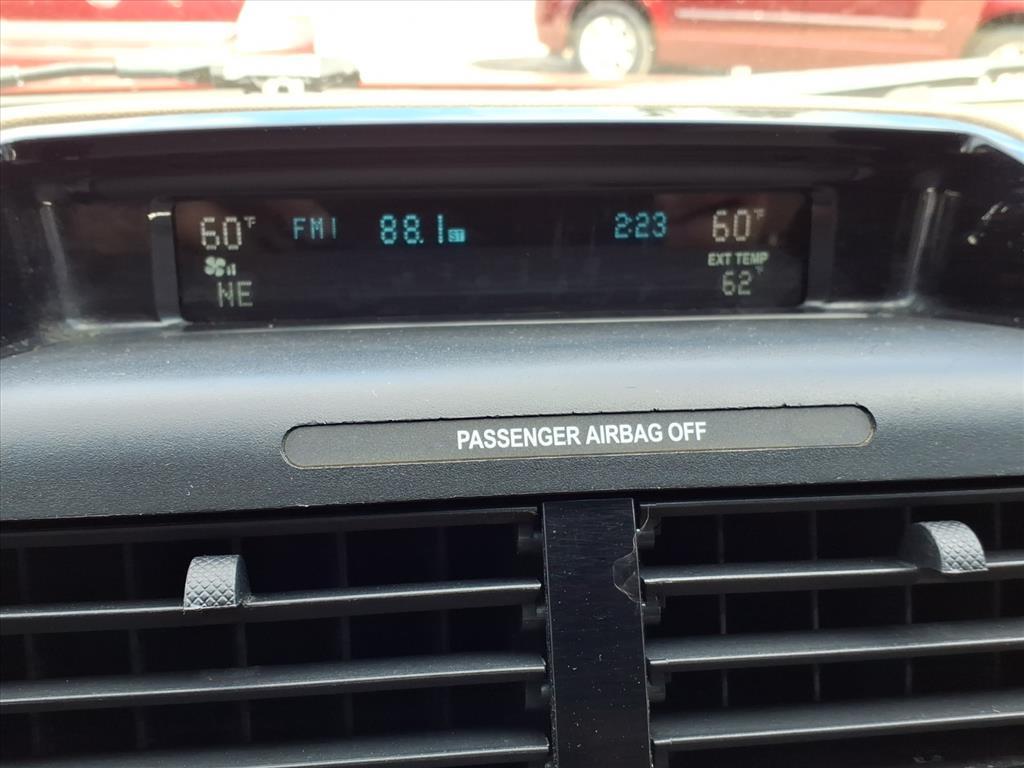 60°F FM1 88.1 ST 2:23 60°F
EXT TEMP
NE 62°
PASSENGER AIRBAG OFF